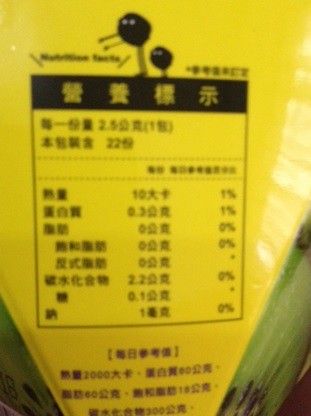 Nutrition facts
*參考值未訂定
營養標示
每一份量 2.5公克(1包)
本包裝含 22份
每份 每日參考值百分比
熱量 10大卡 1%
蛋白質 0.3公克 1%
脂肪 0公克 0%
飽和脂肪 0公克 0%
反式脂肪 0公克 *
碳水化合物 2.2公克 0%
糖 0.1公克 *
鈉 1毫克 0%
【每日參考值】
熱量2000大卡、蛋白質60公克、
脂肪60公克、飽和脂肪18公克、
碳水化合物300公克、